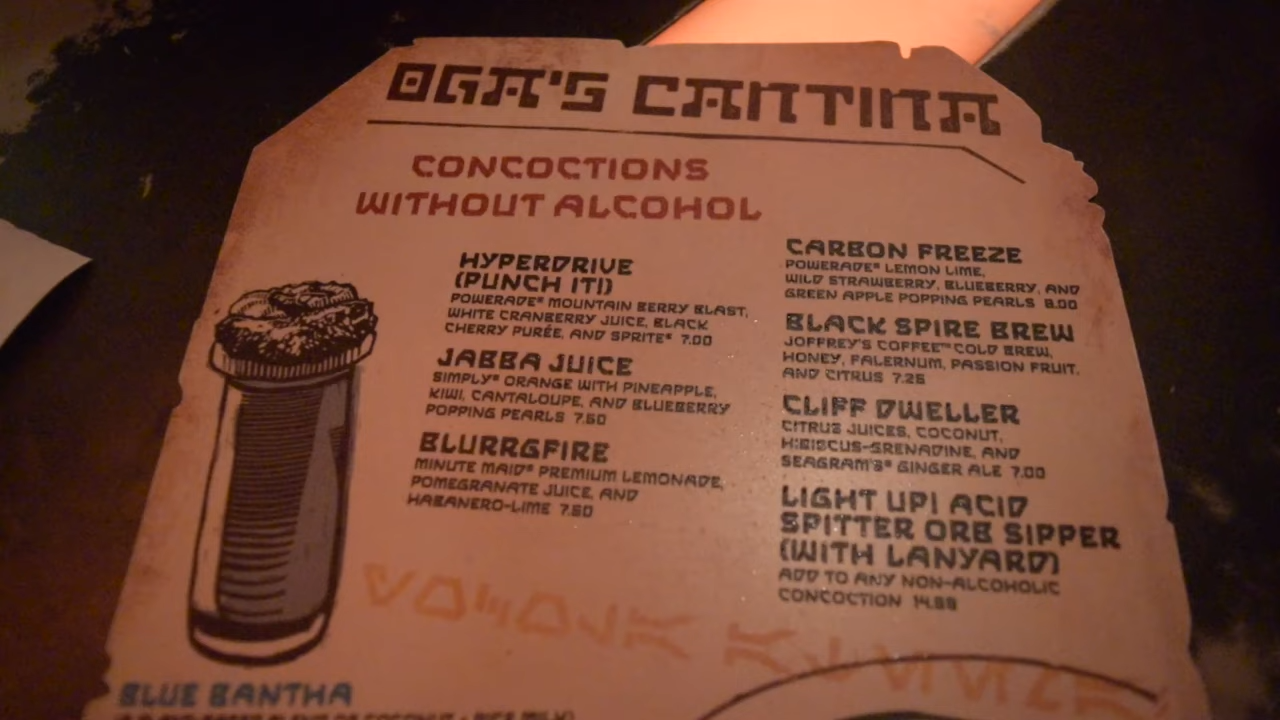 OGA'S CANTINA
CONCOCTIONS
WITHOUT ALCOHOL
HYPERDRIVE
(PUNCH IT!)
POWERADE® MOUNTAIN BERRY BLAST,
WHITE CRANBERRY JUICE, BLACK
CHERRY PURÉE, AND SPRITE® 7.00
JABBA JUICE
SIMPLY® ORANGE WITH PINEAPPLE,
KIWI, CANTALOUPE, AND BLUEBERRY
POPPING PEARLS 7.50
BLURRGFIRE
MINUTE MAID® PREMIUM LEMONADE,
POMEGRANATE JUICE, AND
HABANERO-LIME 7.50
CARBON FREEZE
POWERADE® LEMON LIME,
WILD STRAWBERRY, BLUEBERRY, AND
GREEN APPLE POPPING PEARLS 8.00
BLACK SPIRE BREW
JOFFREY'S COFFEE™ COLD BREW,
HONEY, FALERNUM, PASSION FRUIT,
AND CITRUS 7.25
CLIFF DWELLER
CITRUS JUICES, COCONUT,
HIBISCUS-GRENADINE, AND
SEAGRAM'S® GINGER ALE 7.00
LIGHT UP! ACID
SPITTER ORB SIPPER
(WITH LANYARD)
ADD TO ANY NON-ALCOHOLIC
CONCOCTION
BLUE BANTHA